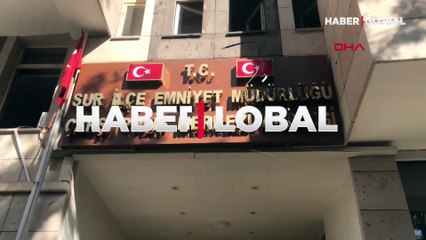 HABER GLOBAL
DHA
T.C.
SUR İLÇE EMNİYET MÜDÜRLÜĞÜ
HABER GLOBAL